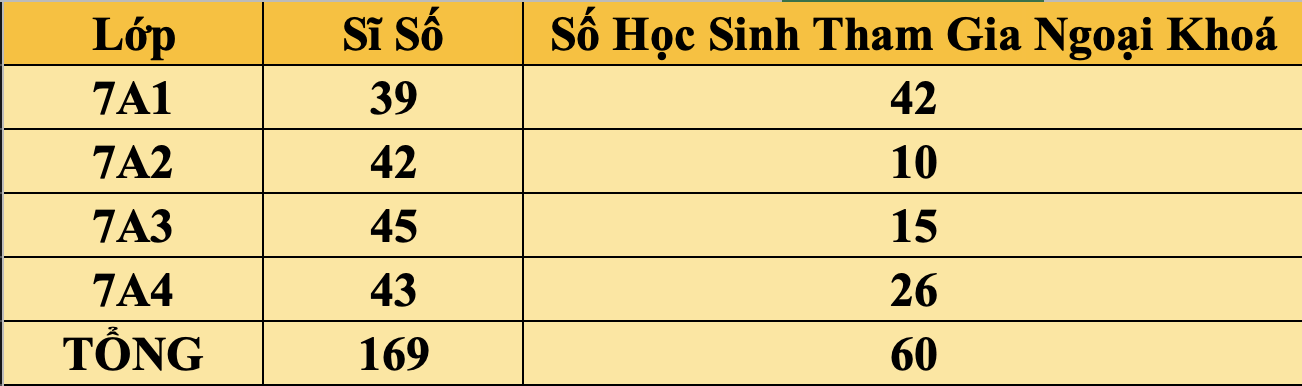 Lớp Sĩ Số Số Học Sinh Tham Gia Ngoại Khoá
7A1 39 42
7A2 42 10
7A3 45 15
7A4 43 26
TỔNG 169 60